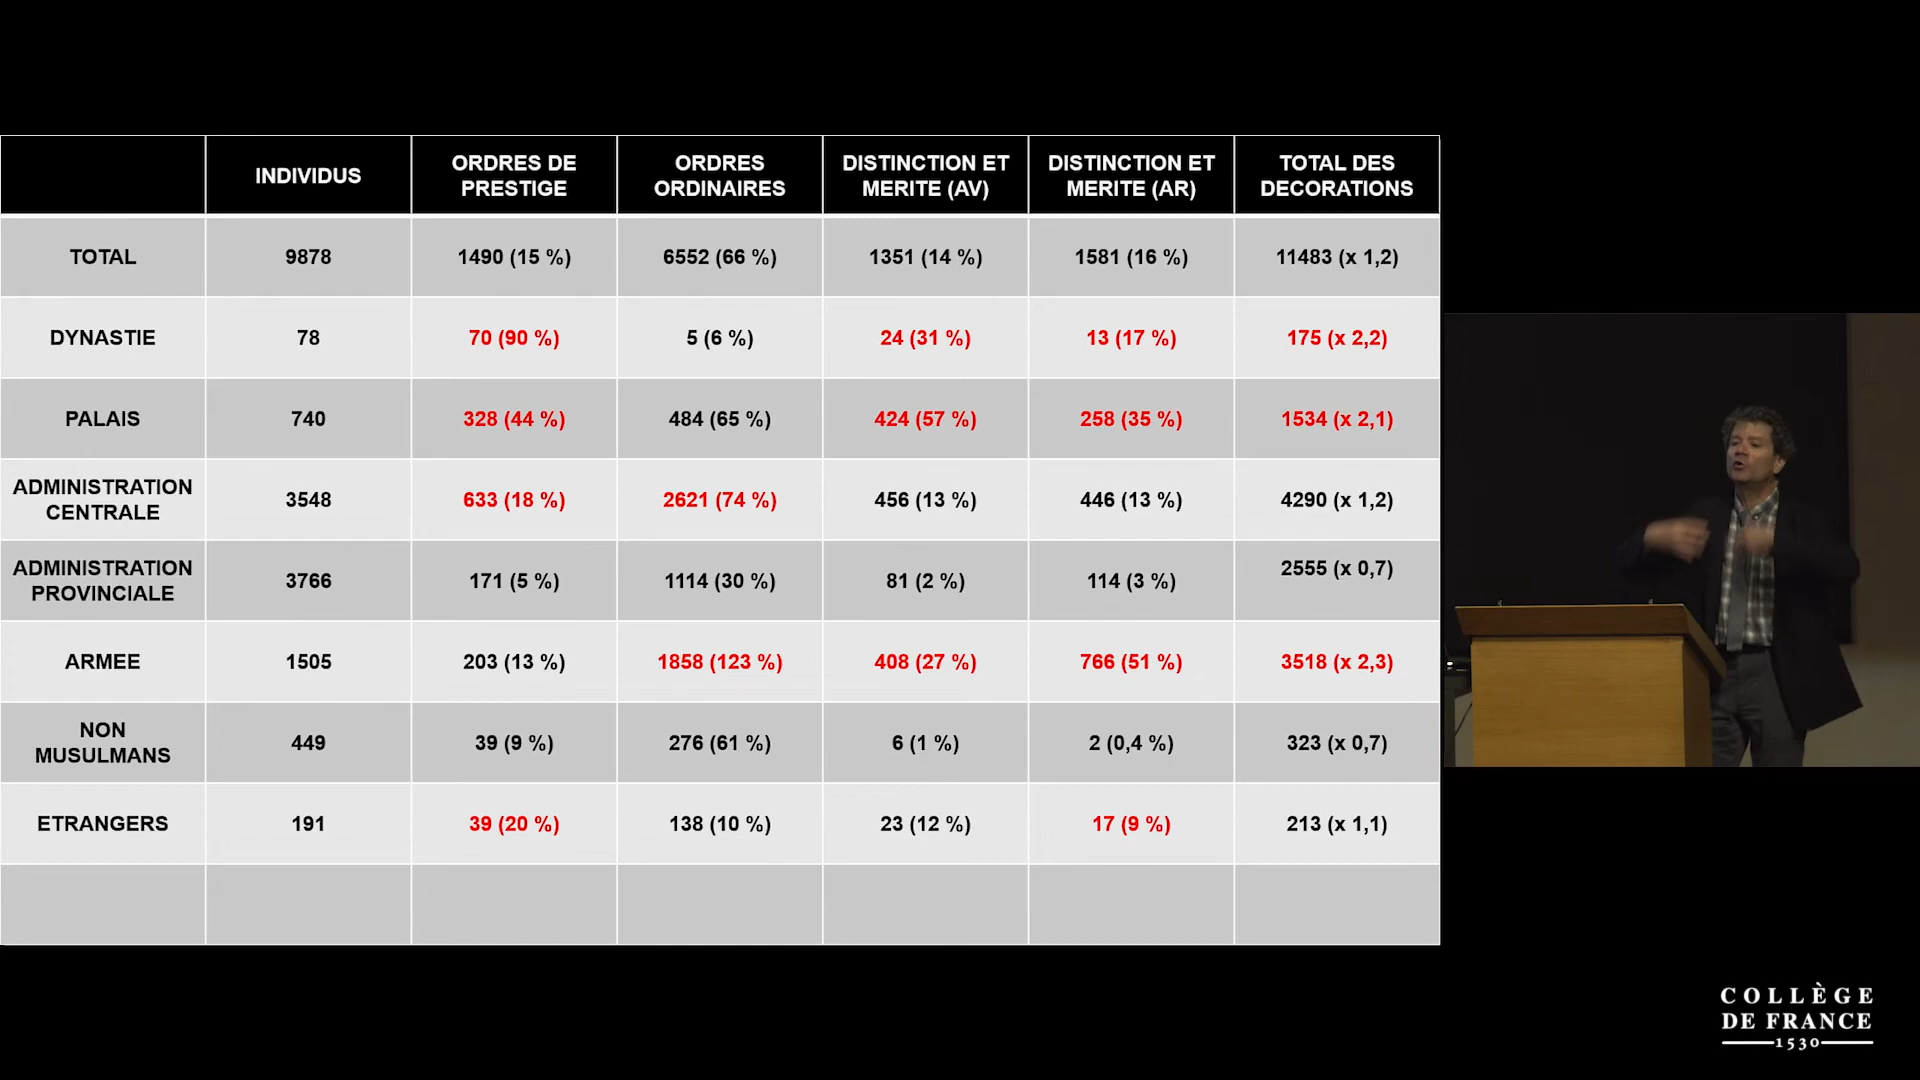 INDIVIDUS
ORDRES DE
PRESTIGE
ORDRES
ORDINAIRES
DISTINCTION ET
MERITE (AV)
DISTINCTION ET
MERITE (AR)
TOTAL DES
DECORATIONS
TOTAL
9878
1490 (15 %)
6552 (66 %)
1351 (14 %)
1581 (16 %)
11483 (x 1,2)
DYNASTIE
78
70 (90 %)
5 (6 %)
24 (31 %)
13 (17 %)
175 (x 2,2)
PALAIS
740
328 (44 %)
484 (65 %)
424 (57 %)
258 (35 %)
1534 (x 2,1)
ADMINISTRATION
CENTRALE
3548
633 (18 %)
2621 (74 %)
456 (13 %)
446 (13 %)
4290 (x 1,2)
ADMINISTRATION
PROVINCIALE
3766
171 (5 %)
1114 (30 %)
81 (2 %)
114 (3 %)
2555 (x 0,7)
ARMEE
1505
203 (13 %)
1858 (123 %)
408 (27 %)
766 (51 %)
3518 (x 2,3)
NON
MUSULMANS
449
39 (9 %)
276 (61 %)
6 (1 %)
2 (0,4 %)
323 (x 0,7)
ETRANGERS
191
39 (20 %)
138 (10 %)
23 (12 %)
17 (9 %)
213 (x 1,1)
COLLÈGE
DE FRANCE
1530